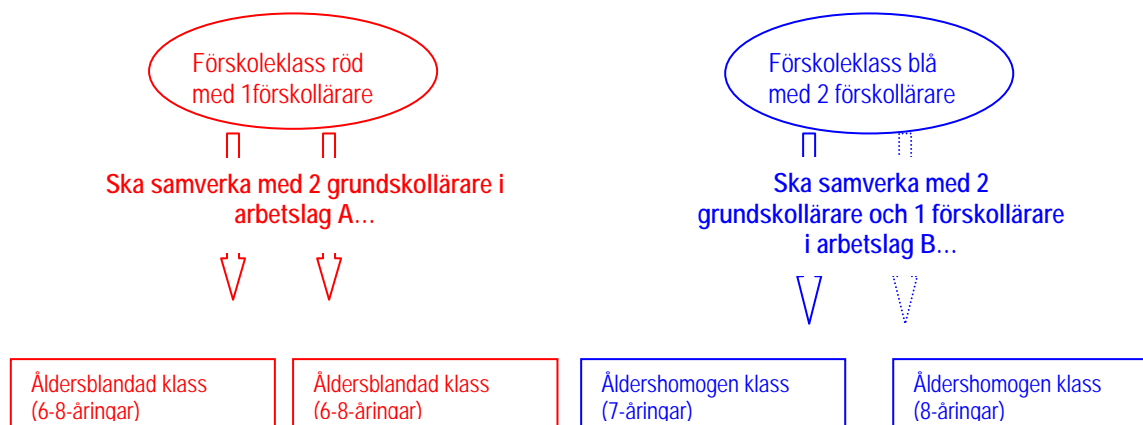 Förskoleklass röd
med 1förskollärare
Ska samverka med 2 grundskollärare i
arbetslag A...
Förskoleklass blå
med 2 förskollärare
Ska samverka med 2
grundskollärare och 1 förskollärare
i arbetslag B...
Åldersblandad klass
(6-8-åringar)
Åldersblandad klass
(6-8-åringar)
Åldershomogen klass
(7-åringar)
Åldershomogen klass
(8-åringar)